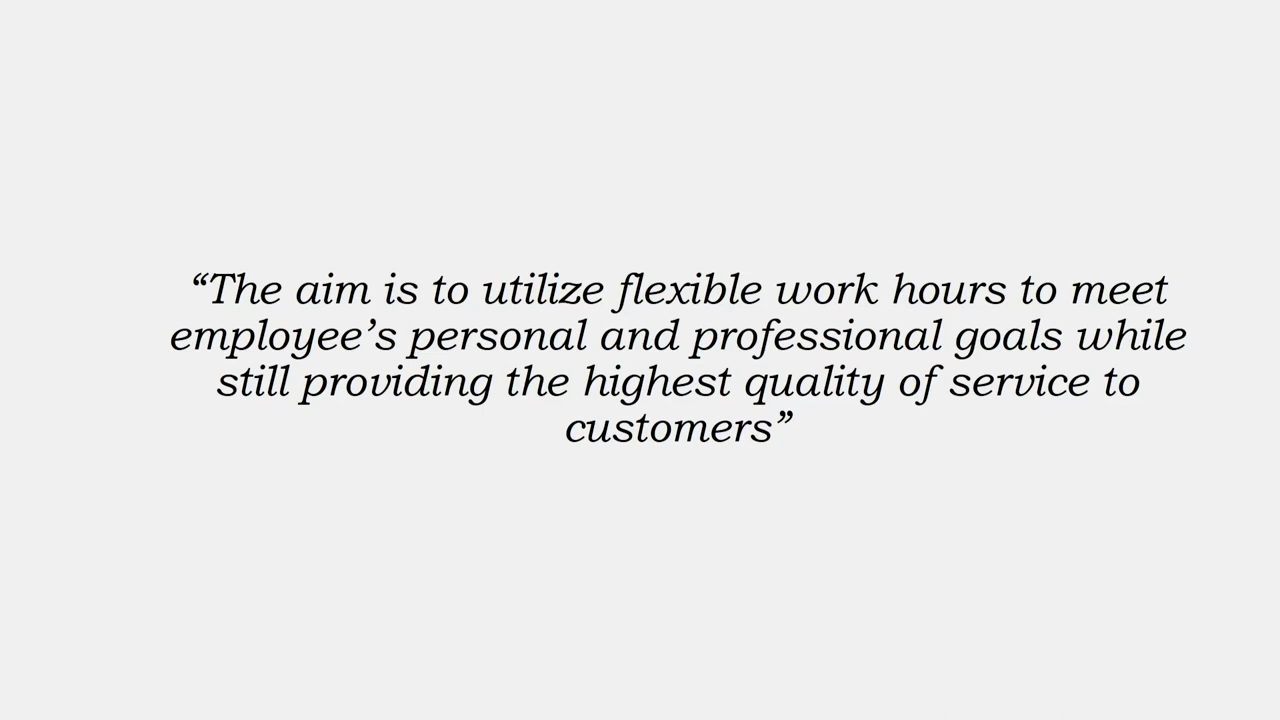 “The aim is to utilize flexible work hours to meet
employee’s personal and professional goals while
still providing the highest quality of service to
customers”